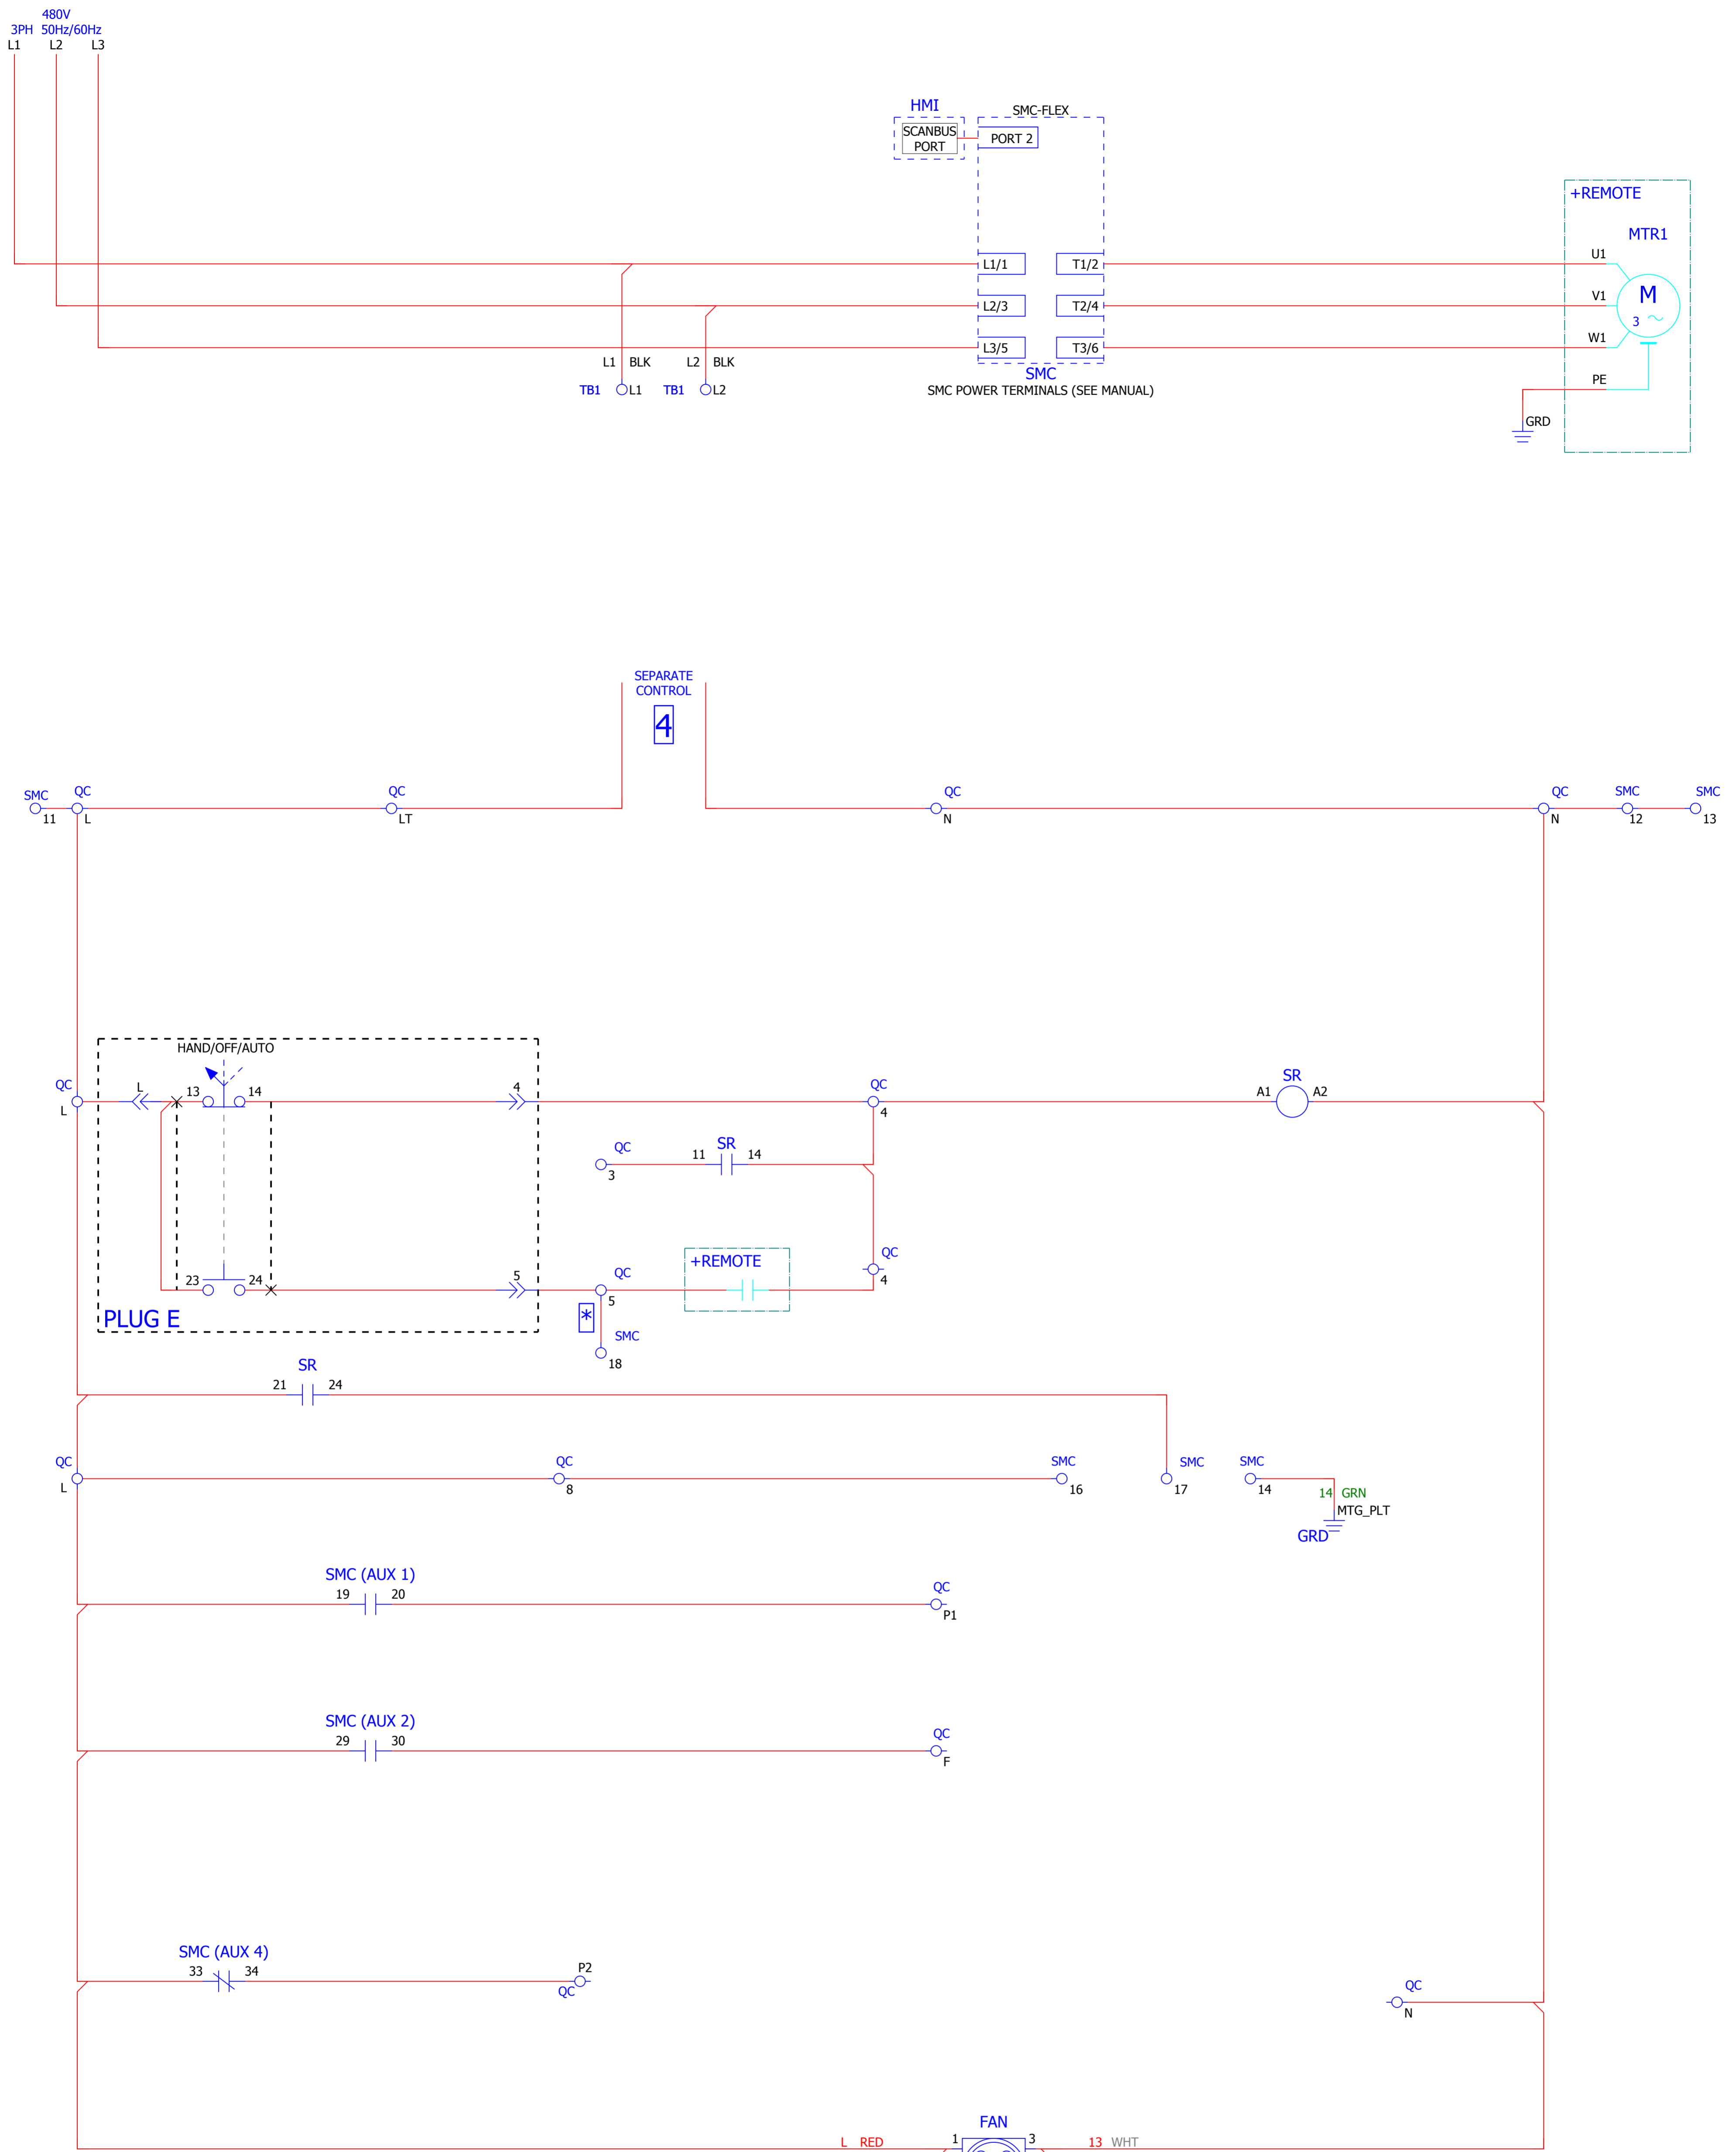 480V
3PH 50Hz/60Hz
L1 L2 L3
HMI
SMC-FLEX
SCANBUS
PORT
PORT 2
+REMOTE
MTR1
L1/1 T1/2 U1
L2/3 T2/4 V1
M
3
L3/5 T3/6 W1
L1 BLK L2 BLK
SMC
TB1 L1 TB1 L2
SMC POWER TERMINALS (SEE MANUAL)
PE
GRD
SEPARATE
CONTROL
4
SMC QC QC QC QC SMC SMC
11 L LT N N 12 13
HAND/OFF/AUTO
QC L 13 14 4 QC SR
A1 A2
L 4
QC SR
11 14
3
+REMOTE QC
4
23 24 5 QC
5
PLUG E
*
SMC
18
SR
21 24
QC QC SMC SMC SMC
L 8 16 17 14
14 GRN
MTG_PLT
GRD
SMC (AUX 1)
19 20 QC
P1
SMC (AUX 2)
29 30 QC
F
SMC (AUX 4)
33 34 P2
QC
QC
N
FAN
L RED 1 3 13 WHT